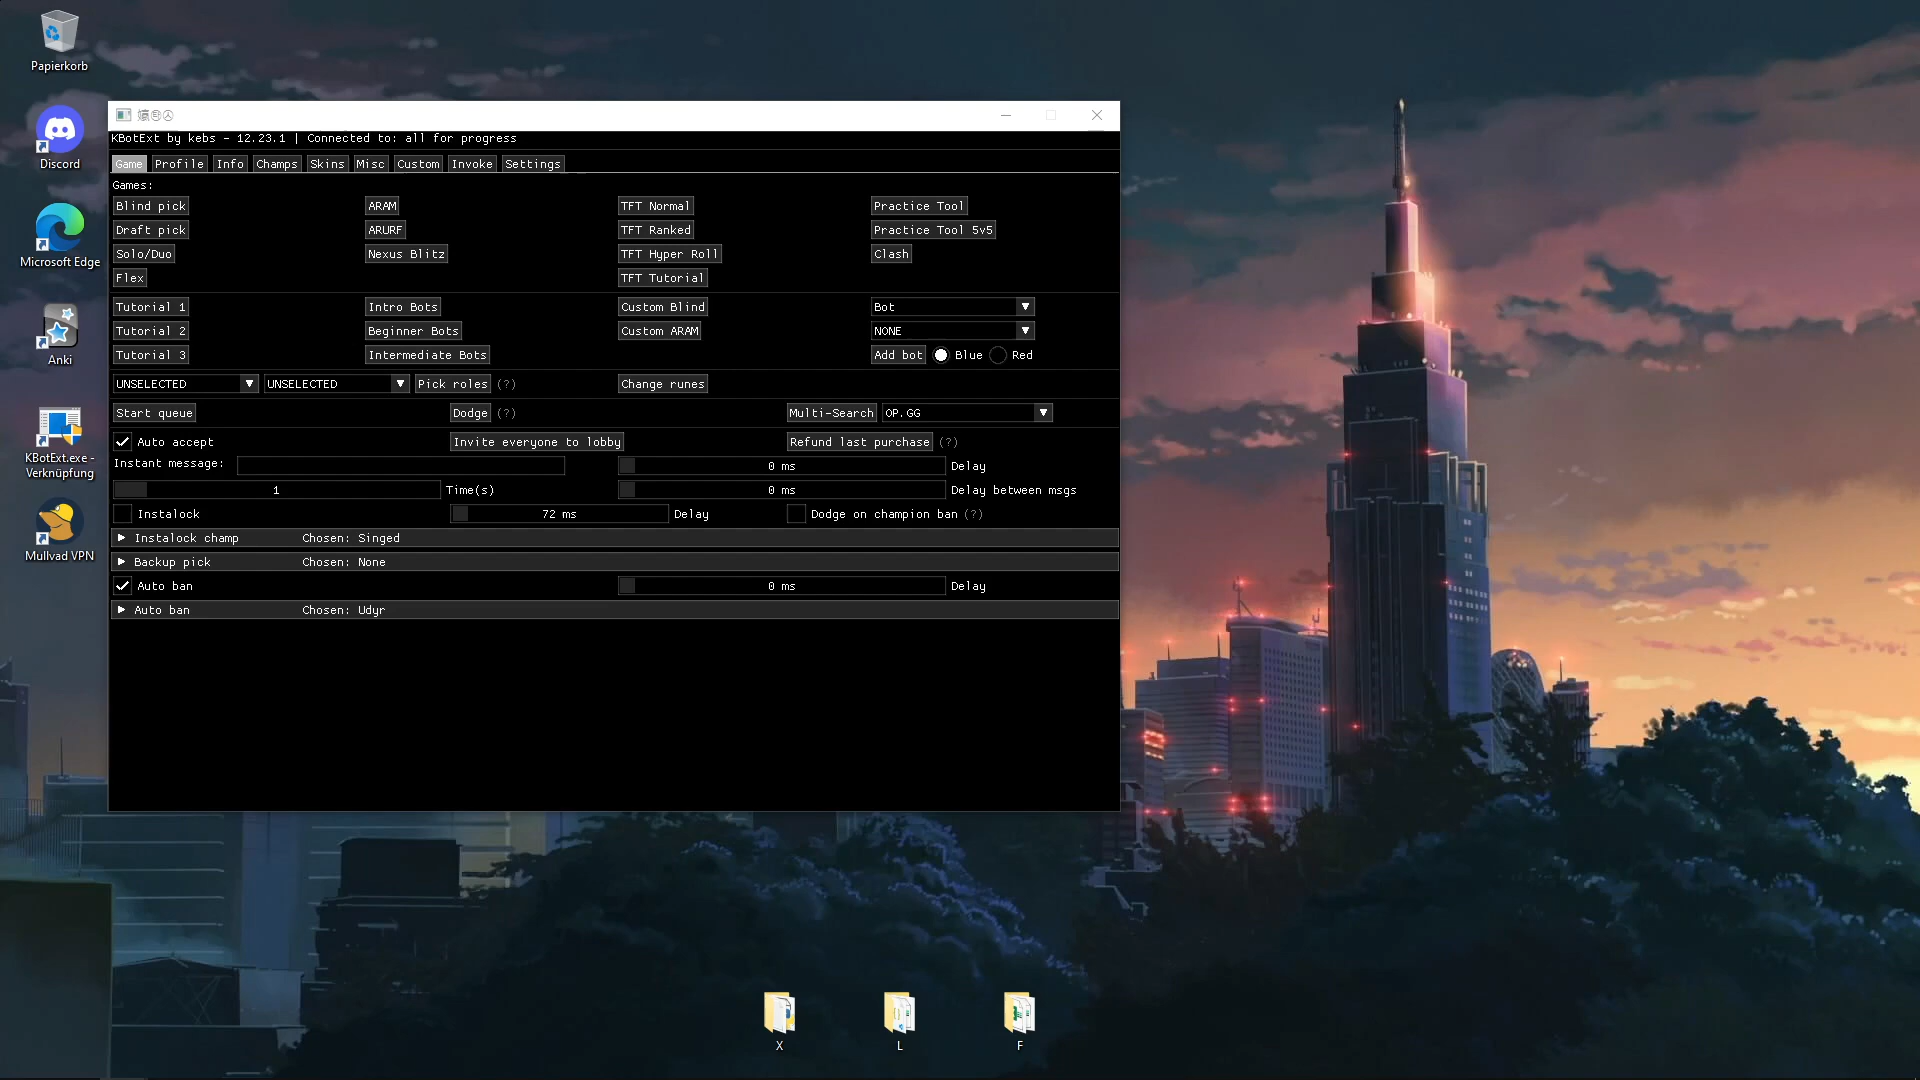 Papierkorb
Discord
Microsoft Edge
Anki
KBotExt.exe -
Verknüpfung
Mullvad VPN
KBotExt by kebs - 12.23.1 | Connected to: all for progress
Game Profile Info Champs Skins Misc Custom Invoke Settings
Games:
Blind pick ARAM TFT Normal Practice Tool
Draft pick ARURF TFT Ranked Practice Tool 5v5
Solo/Duo Nexus Blitz TFT Hyper Roll Clash
Flex TFT Tutorial
Tutorial 1 Intro Bots Custom Blind Bot
Tutorial 2 Beginner Bots Custom ARAM NONE
Tutorial 3 Intermediate Bots Add bot Blue Red
UNSELECTED UNSELECTED Pick roles (?) Change runes
Start queue Dodge (?) Multi-Search OP.GG
Auto accept Invite everyone to lobby Refund last purchase (?)
Instant message: 0 ms Delay
1 Time(s) 0 ms Delay between msgs
Instalock 72 ms Delay Dodge on champion ban (?)
Instalock champ Chosen: Singed
Backup pick Chosen: None
Auto ban 0 ms Delay
Auto ban Chosen: Udyr
X L F